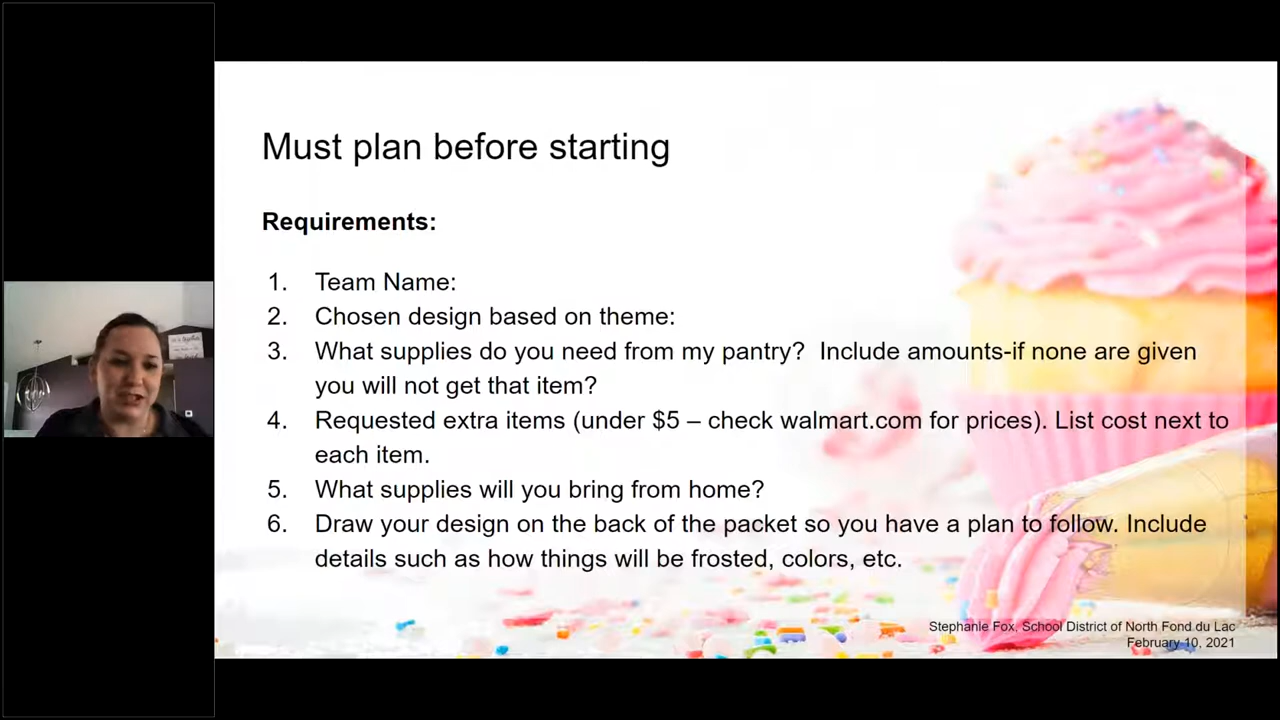 Must plan before starting
Requirements:
1. Team Name:
2. Chosen design based on theme:
3. What supplies do you need from my pantry? Include amounts-if none are given
you will not get that item?
4. Requested extra items (under $5 – check walmart.com for prices). List cost next to
each item.
5. What supplies will you bring from home?
6. Draw your design on the back of the packet so you have a plan to follow. Include
details such as how things will be frosted, colors, etc.
Stephanie Fox, School District of North Fond du Lac
February 10, 2021